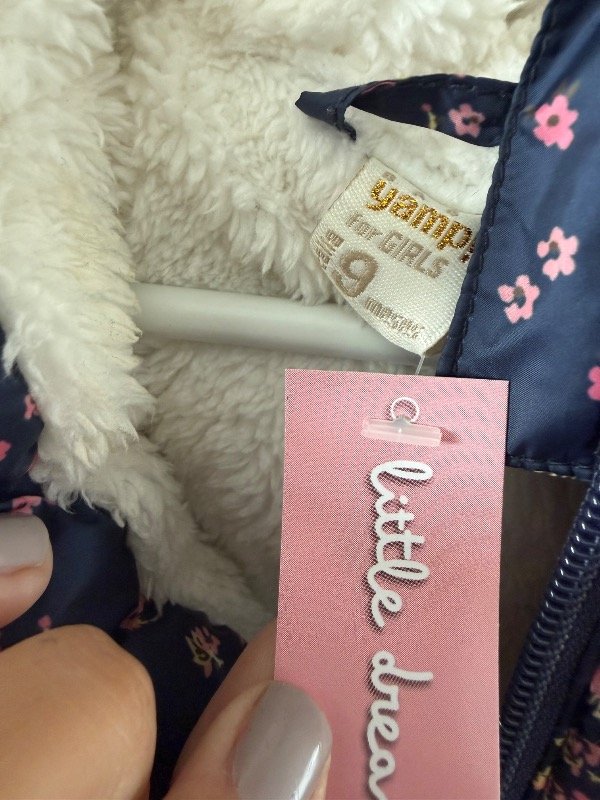 yamp
for GIRLS
9
little drea